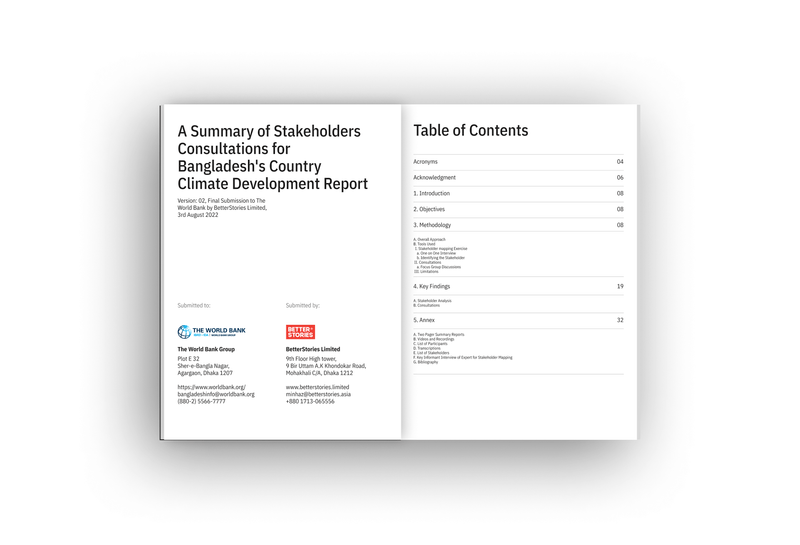 A Summary of Stakeholders
Consultations for
Bangladesh's Country
Climate Development Report
Version: 02, Final Submission to The
World Bank by BetterStories Limited,
3rd August 2022
Submitted to:
THE WORLD BANK
IBRD • IDA | WORLD BANK GROUP
The World Bank Group
Plot E 32
Sher-e-Bangla Nagar,
Agargaon, Dhaka 1207
https://www.worldbank.org/
bangladeshinfo@worldbank.org
(880-2) 5566-7777
Submitted by:
BETTER
STORIES
BetterStories Limited
9th Floor High tower,
9 Bir Uttam A.K Khondokar Road,
Mohakhali C/A, Dhaka 1212
www.betterstories.limited
minhaz@betterstories.asia
+880 1713-065556
Table of Contents
Acronyms 04
Acknowledgment 06
1. Introduction 08
2. Objectives 08
3. Methodology 08
A. Overall Approach
B. Tools Used
I. Stakeholder mapping Exercise
a. One on One Interview
b. Identifying the Stakeholder
II. Consultations
a. Focus Group Discussions
III. Limitations
4. Key Findings 19
A. Stakeholder Analysis
B. Consultations
5. Annex 32
A. Two Pager Summary Reports
B. Videos and Recordings
C. List of Participants
D. Transcriptions
E. List of Stakeholders
F. Key Informant Interview of Expert for Stakeholder Mapping
G. Bibliography